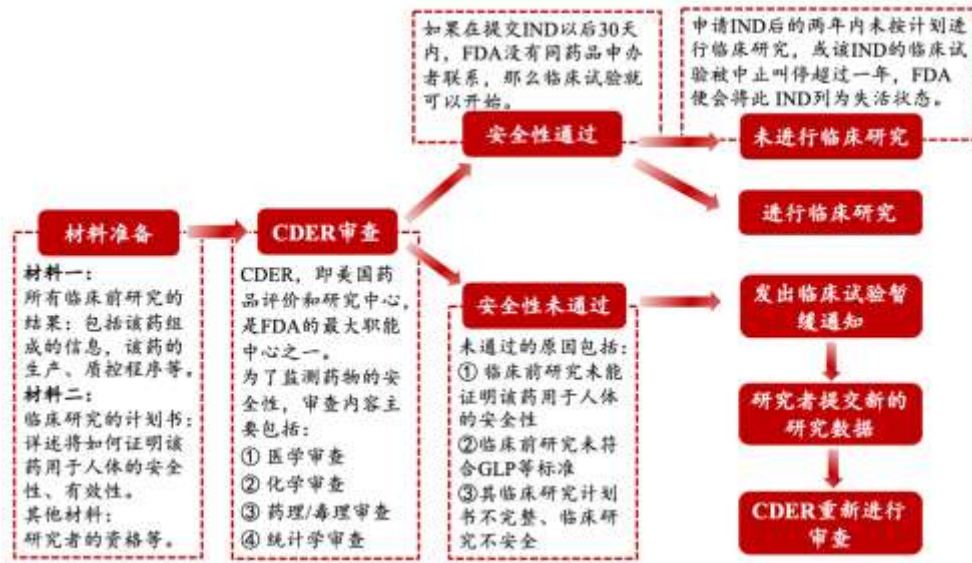 如果在提交IND以后30天
内，FDA没有同药品申办
者联系，那么临床试验就
可以开始。
安全性通过
申请IND后的两年内未按计划进
行临床研究，或该IND的临床试
验被中止叫停超过一年，FDA
便会将此 IND列为失活状态。
未进行临床研究
进行临床研究
材料准备
材料一：
所有临床前研究的
结果：包括该药组
成的信息，该药的
生产、质控程序等。
材料二：
临床研究的计划书：
详述将如何证明该
药用于人体的安全
性、有效性。
其他材料：
研究者的资格等。
CDER审查
CDER，即美国药
品评价和研究中心，
是FDA的最大职能
中心之一。
为了监测药物的安
全性，审查内容主
要包括：
① 医学审查
② 化学审查
③ 药理/毒理审查
④ 统计学审查
安全性未通过
未通过的原因包括：
① 临床前研究未能
证明该药用于人体
的安全性
②临床前研究未符
合GLP等标准
③其临床研究计划
书不完整、临床研究
不安全
发出临床试验暂
缓通知
研究者提交新的
研究数据
CDER重新进行
审查